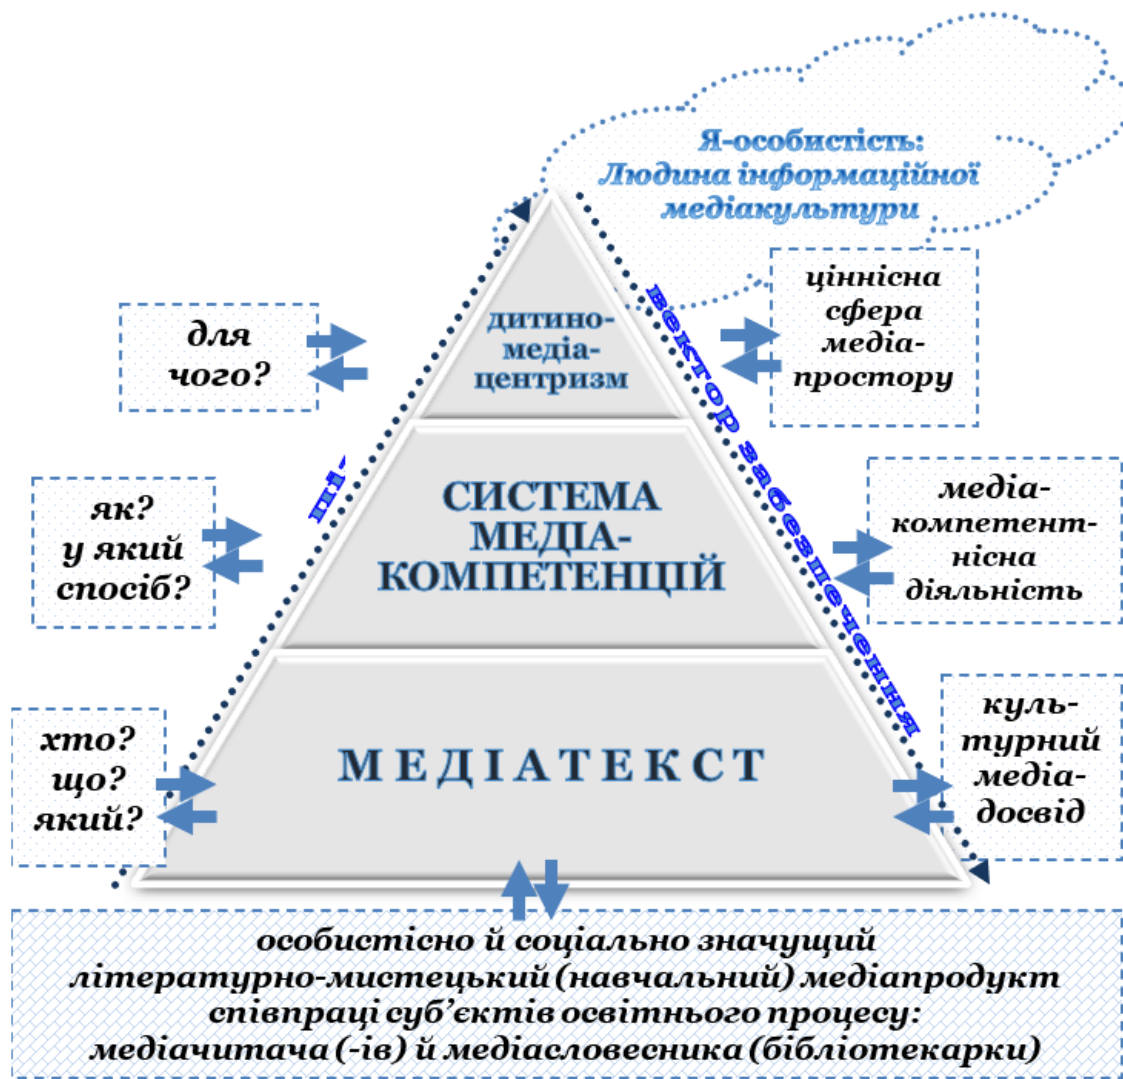 Я-особистість:
Людина інформаційної
медіакультури
ціннісна
сфера
медіа-
простору
для
чого?
дитино-
медіа-
центризм
вектор забезпечення
пі-
як?
у який
спосіб?
СИСТЕМА
МЕДІА-
КОМПЕТЕНЦІЙ
медіа-
компетент-
нісна
діяльність
хто?
що?
який?
МЕДІАТЕКСТ
куль-
турний
медіа-
досвід
особистісно й соціально значущий
літературно-мистецький (навчальний) медіапродукт
співпраці суб’єктів освітнього процесу:
медіачитача (-ів) й медіасловесника (бібліотекарки)